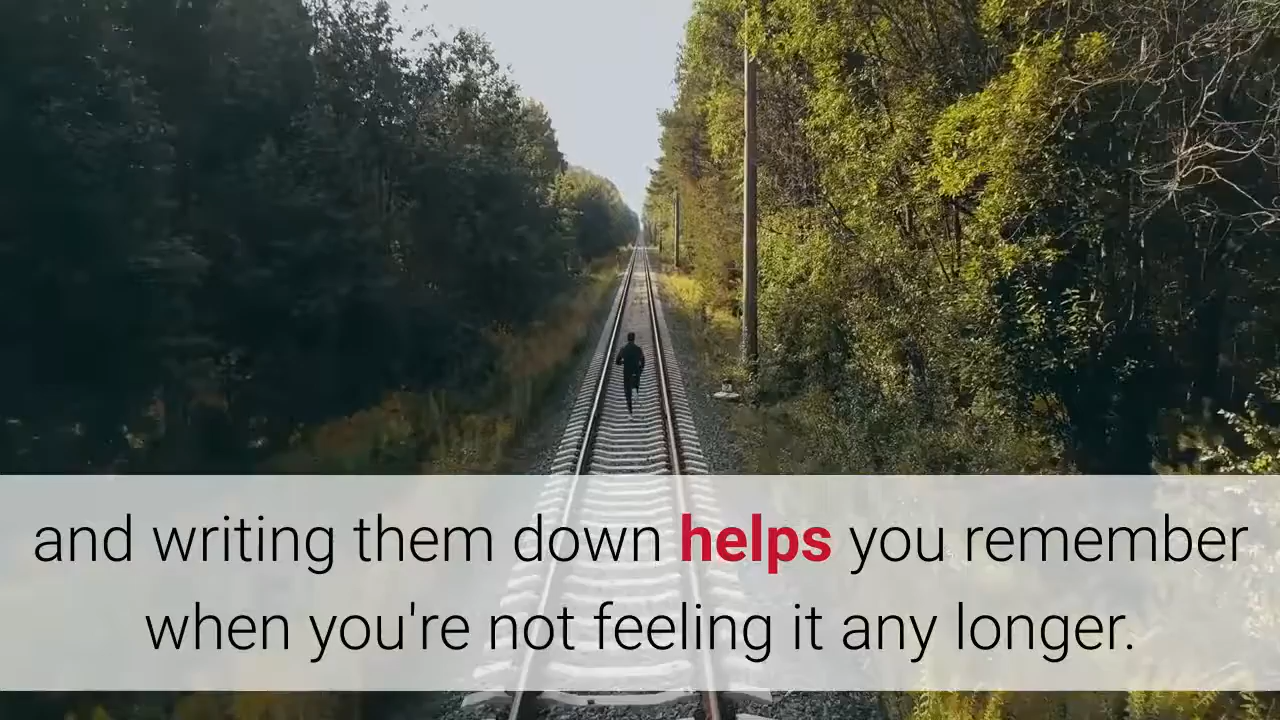 and writing them down helps you remember
when you're not feeling it any longer.